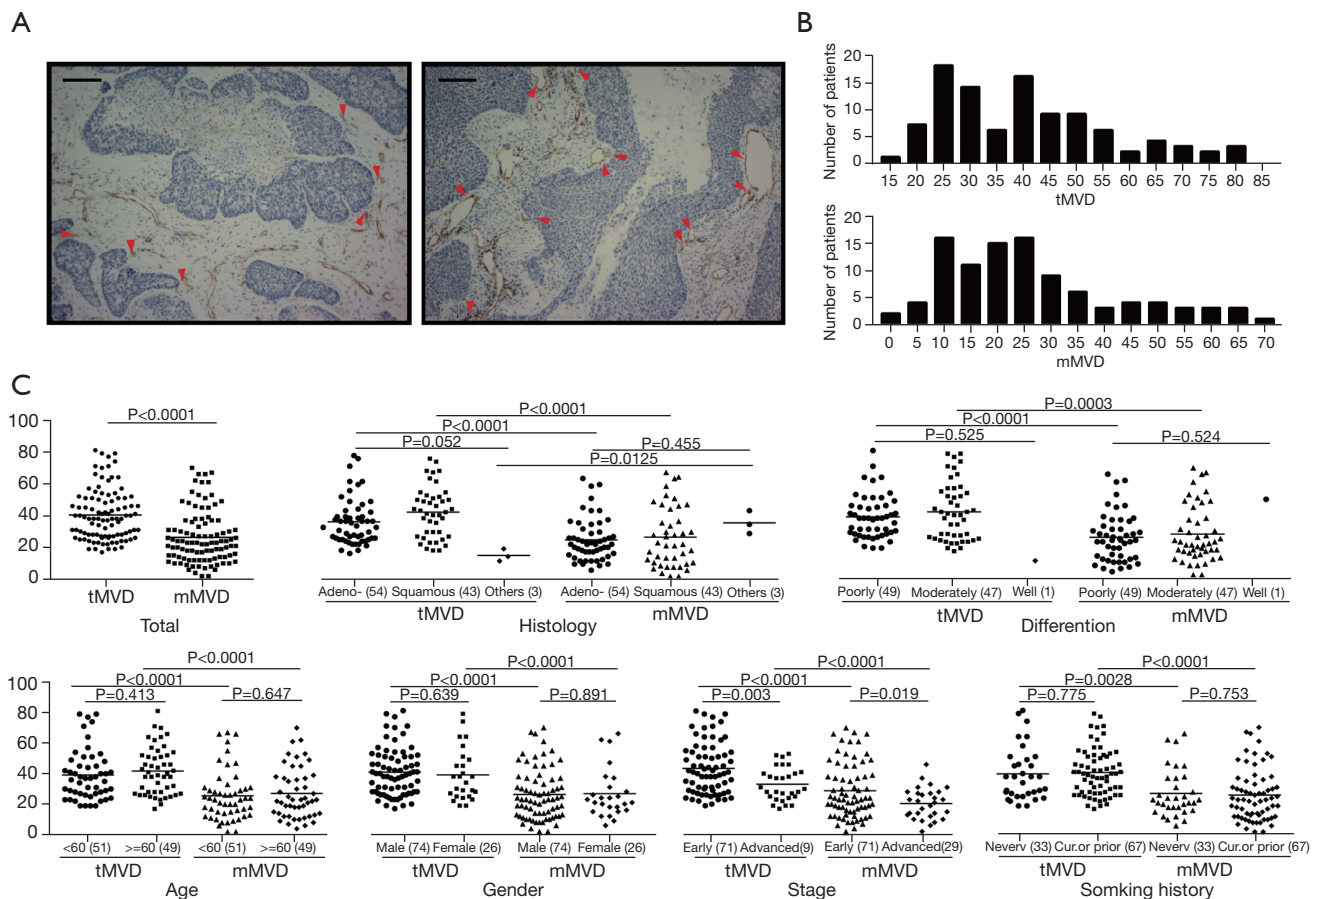 A
B
Number of patients
20
15
10
5
0
15 20 25 30 35 40 45 50 55 60 65 70 75 80 85
tMVD
Number of patients
20
15
10
5
0
0 5 10 15 20 25 30 35 40 45 50 55 60 65 70
mMVD
C
100
80
60
40
20
0
P<0.0001
tMVD mMVD
Total
P<0.0001
P<0.0001
P=0.052
P=0.455
P=0.0125
Adeno- (54) Squamous (43) Others (3) Adeno- (54) Squamous (43) Others (3)
tMVD mMVD
Histology
P=0.0003
P<0.0001
P=0.525
P=0.524
Poorly (49) Moderately (47) Well (1) Poorly (49) Moderately (47) Well (1)
tMVD mMVD
Differention
100
80
60
40
20
0
P<0.0001
P<0.0001
P=0.413
P=0.647
<60 (51) >=60 (49) <60 (51) >=60 (49)
tMVD mMVD
Age
P<0.0001
P<0.0001
P=0.639
P=0.891
Male (74) Female (26) Male (74) Female (26)
tMVD mMVD
Gender
P<0.0001
P<0.0001
P=0.003
P=0.019
Early (71) Advanced(9) Early (71) Advanced(29)
tMVD mMVD
Stage
P<0.0001
P=0.0028
P=0.775
P=0.753
Neverv (33) Cur.or prior (67) Neverv (33) Cur.or prior (67)
tMVD mMVD
Somking history